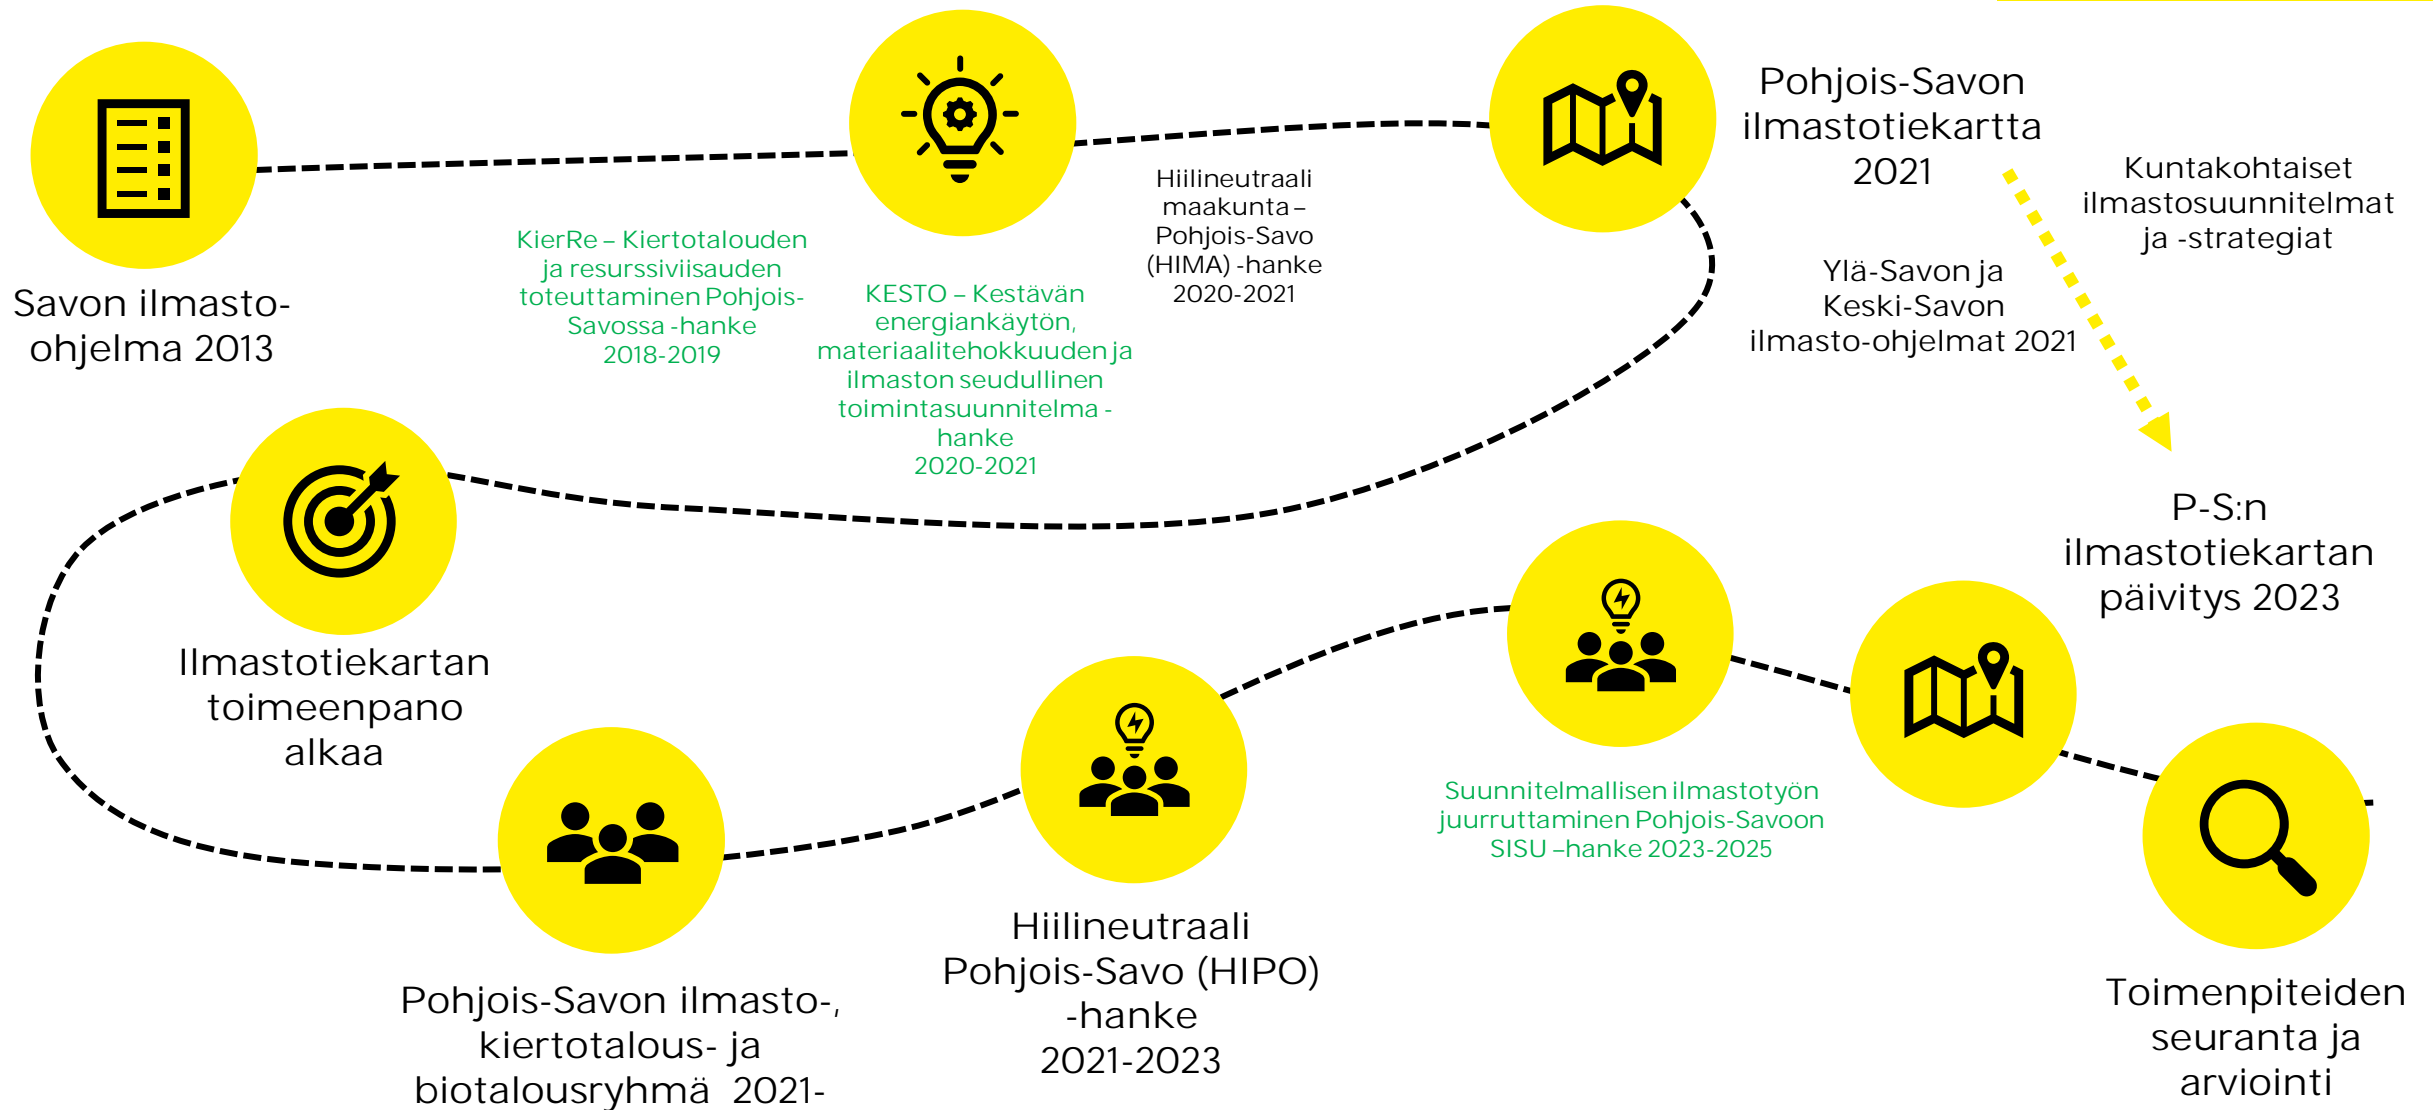 Savon ilmasto-
ohjelma 2013
KierRe – Kiertotalouden
ja resurssiviisauden
toteuttaminen Pohjois-
Savossa -hanke
2018-2019
KESTO – Kestävän
energiankäytön,
materiaalitehokkuuden ja
ilmaston seudullinen
toimintasuunnitelma -
hanke
2020-2021
Hiilineutraali
maakunta –
Pohjois-Savo
(HIMA) -hanke
2020-2021
Pohjois-Savon
ilmastotiekartta
2021
Kuntakohtaiset
ilmastosuunnitelmat
ja -strategiat
Ylä-Savon ja
Keski-Savon
ilmasto-ohjelmat 2021
Ilmastotiekartan
toimeenpano
alkaa
Pohjois-Savon ilmasto-,
kiertotalous- ja
biotalousryhmä 2021-
Hiilineutraali
Pohjois-Savo (HIPO)
-hanke
2021-2023
Suunnitelmallisen ilmastotyön
juurruttaminen Pohjois-Savoon
SISU –hanke 2023-2025
P-S:n
ilmastotiekartan
päivitys 2023
Toimenpiteiden
seuranta ja
arviointi